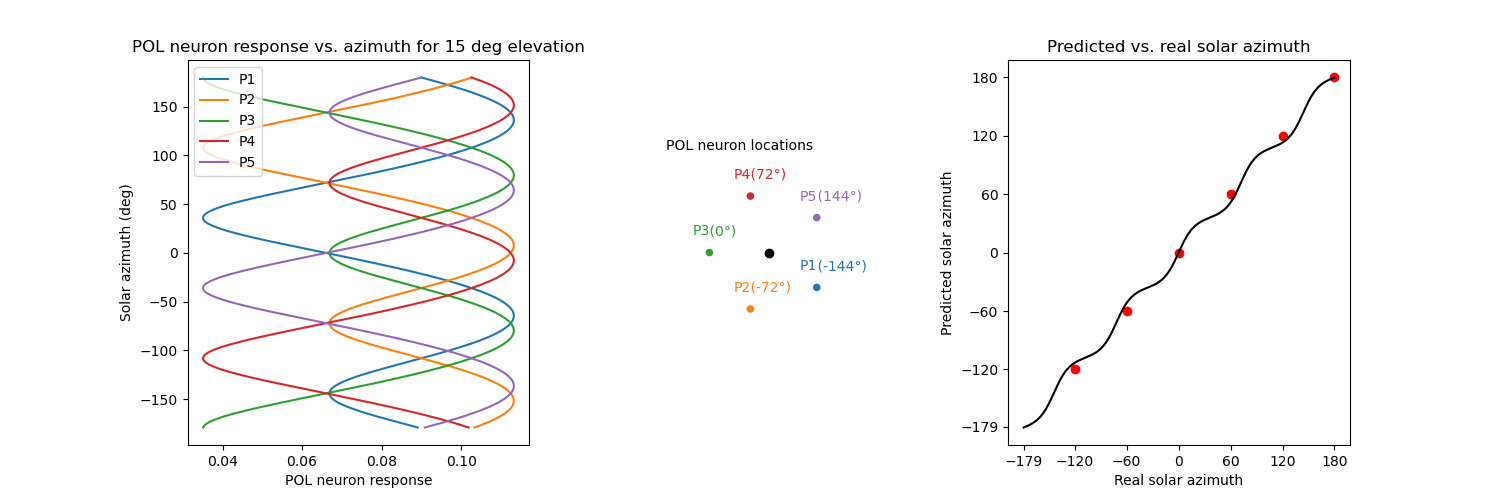 POL neuron response vs. azimuth for 15 deg elevation
P1
P2
P3
P4
P5
150
100
50
0
−50
−100
−150
Solar azimuth (deg)
0.04
0.06
0.08
0.10
POL neuron response
POL neuron locations
P4(72°)
P5(144°)
P3(0°)
P1(-144°)
P2(-72°)
Predicted vs. real solar azimuth
180
120
60
0
−60
−120
−179
Predicted solar azimuth
−179
−120
−60
0
60
120
180
Real solar azimuth